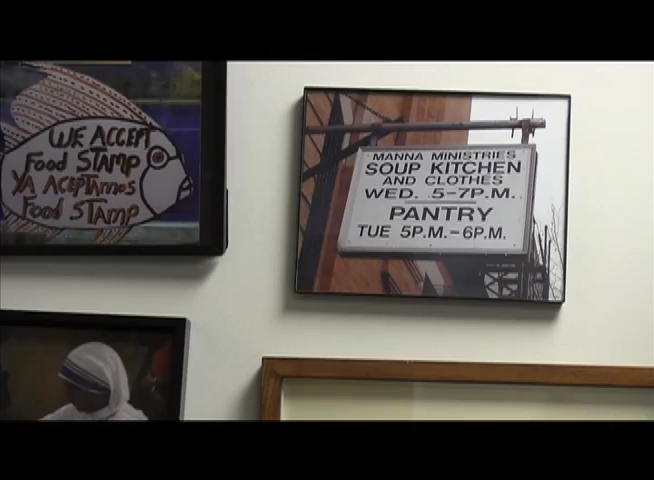 WE ACCEPT
Food STAMP
YA ACEPTAMOS
Food STAMP
MANNA MINISTRIES
SOUP KITCHEN
AND CLOTHES
WED. 5-7P.M.
PANTRY
TUE 5P.M.-6P.M.